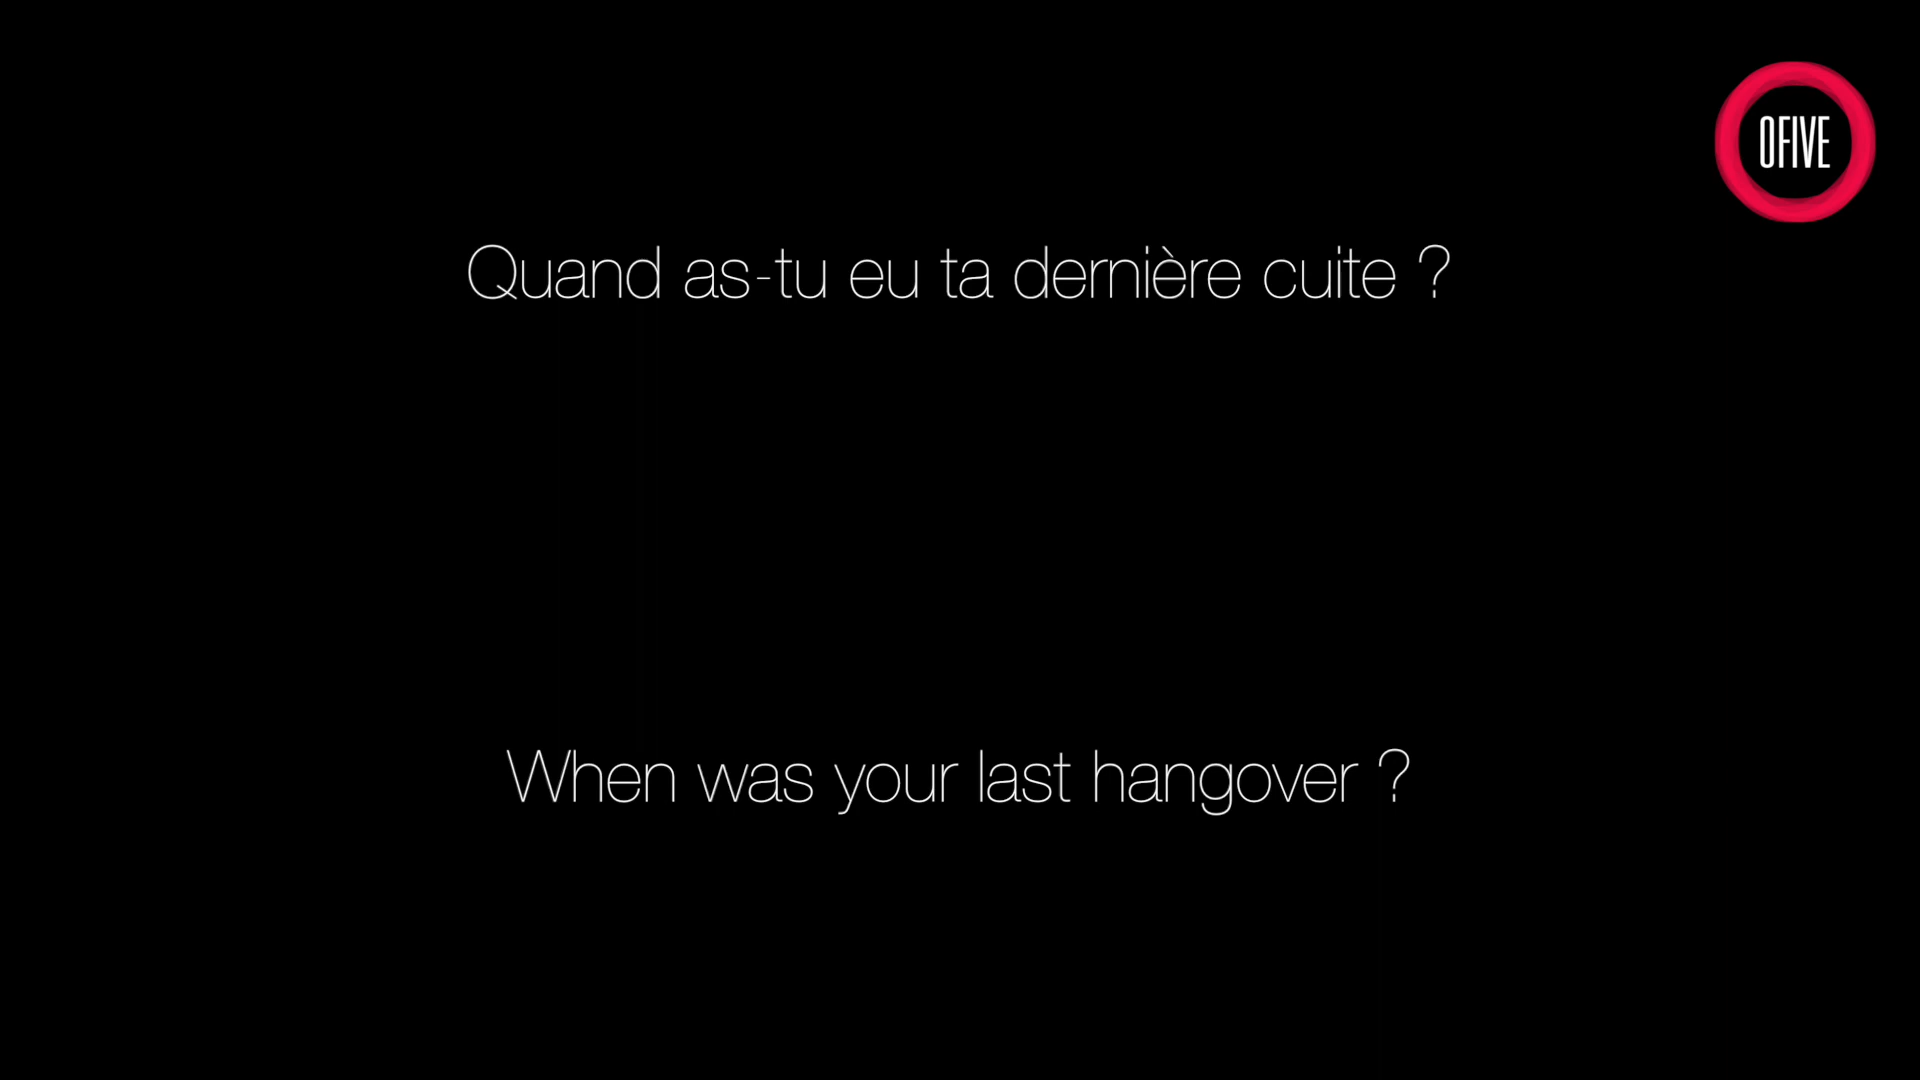 OFIVE
Quand as-tu eu ta dernière cuite ?
When was your last hangover ?